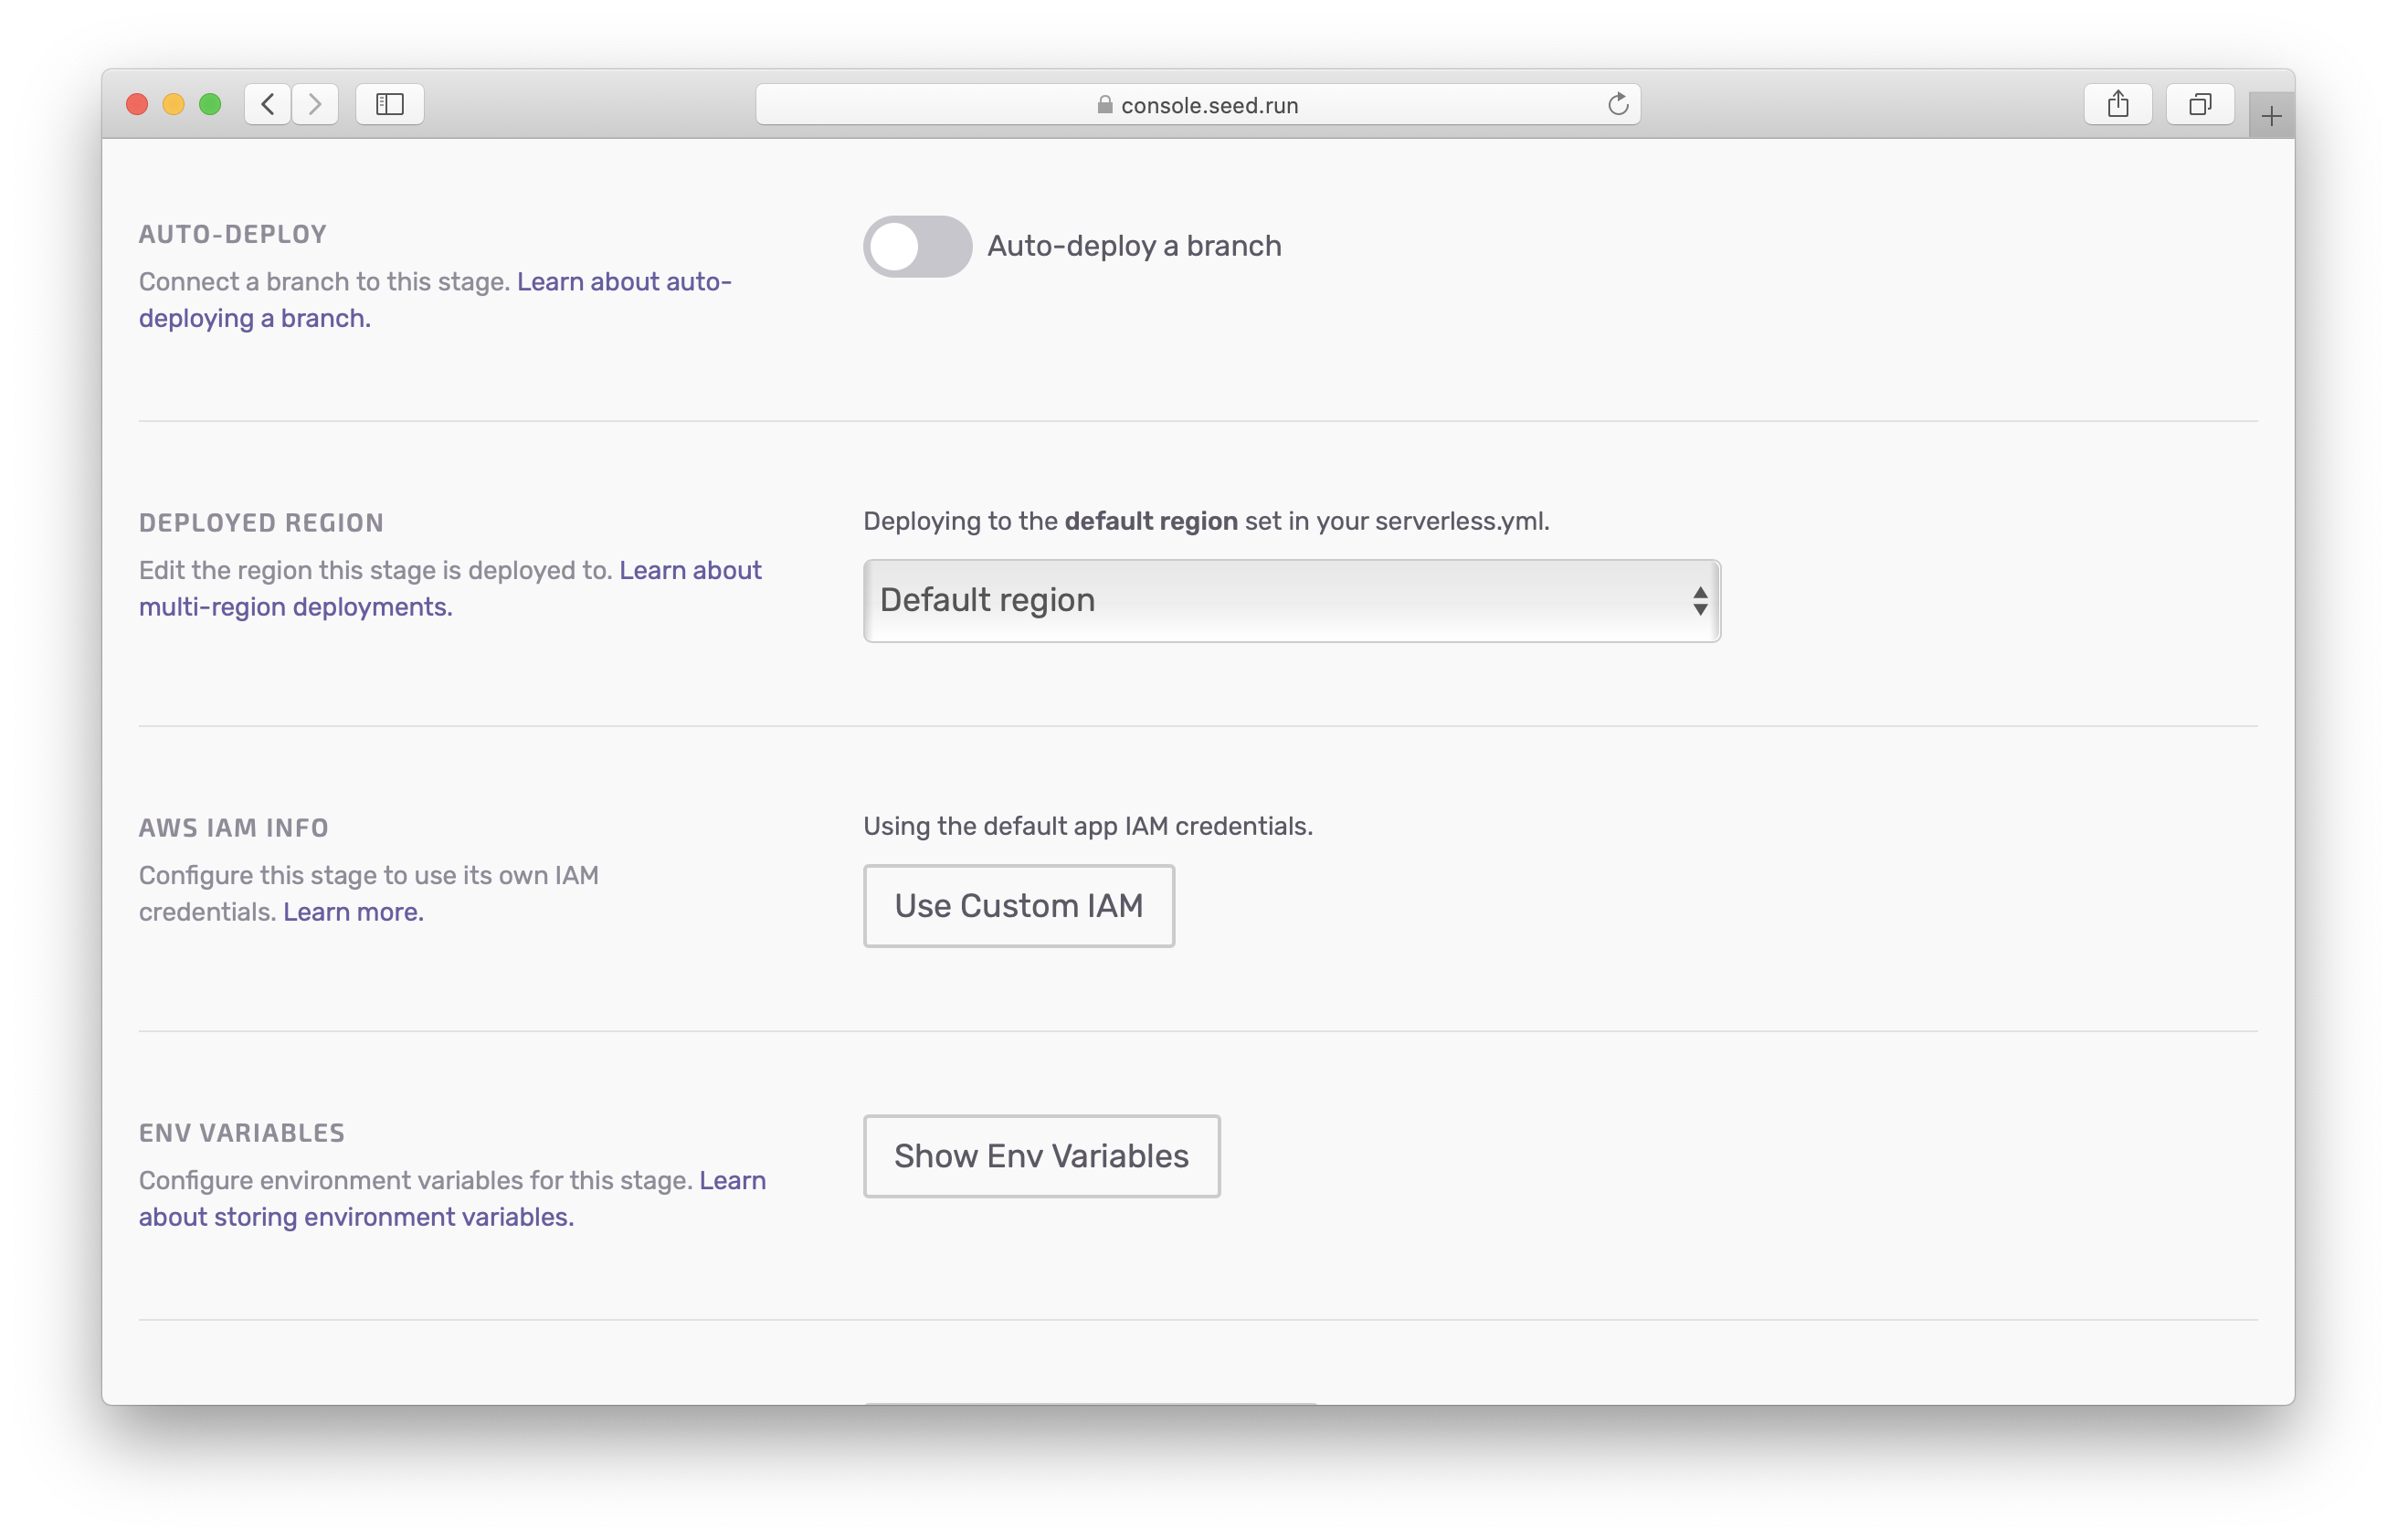 console.seed.run
AUTO-DEPLOY
Connect a branch to this stage. Learn about auto-
deploying a branch.
Auto-deploy a branch
DEPLOYED REGION
Edit the region this stage is deployed to. Learn about
multi-region deployments.
Deploying to the default region set in your serverless.yml.
Default region
AWS IAM INFO
Configure this stage to use its own IAM
credentials. Learn more.
Using the default app IAM credentials.
Use Custom IAM
ENV VARIABLES
Configure environment variables for this stage. Learn
about storing environment variables.
Show Env Variables